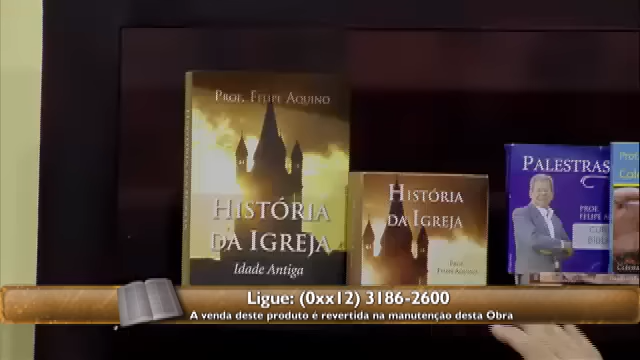 PROF. FELIPE AQUINO
HISTÓRIA
DA IGREJA
Idade Antiga
HISTÓRIA
DA IGREJA
PROF.
FELIPE AQUINO
PALESTRAS
PROF.
FELIPE
Ligue: (0xx12) 3186-2600
A venda deste produto é revertida na manutenção desta Obra